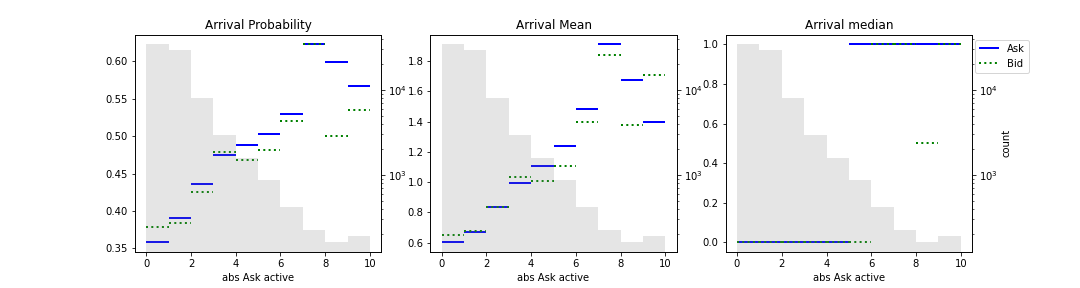 Arrival Probability
0.60
0.55
0.50
0.45
0.40
0.35
10⁴
10³
0 2 4 6 8 10
abs Ask active
Arrival Mean
1.8
1.6
1.4
1.2
1.0
0.8
0.6
10⁴
10³
0 2 4 6 8 10
abs Ask active
Arrival median
1.0
0.8
0.6
0.4
0.2
0.0
10⁴
10³
count
0 2 4 6 8 10
abs Ask active
Ask
Bid